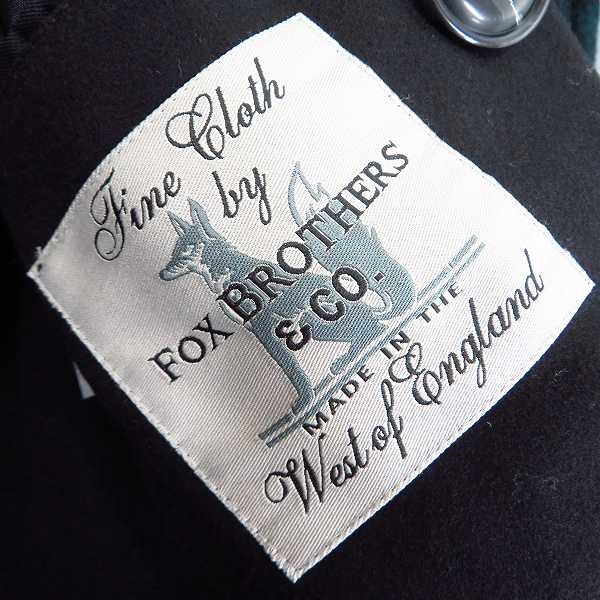 Fine Cloth
by
FOX BROTHERS
& CO.
MADE IN THE
West of England